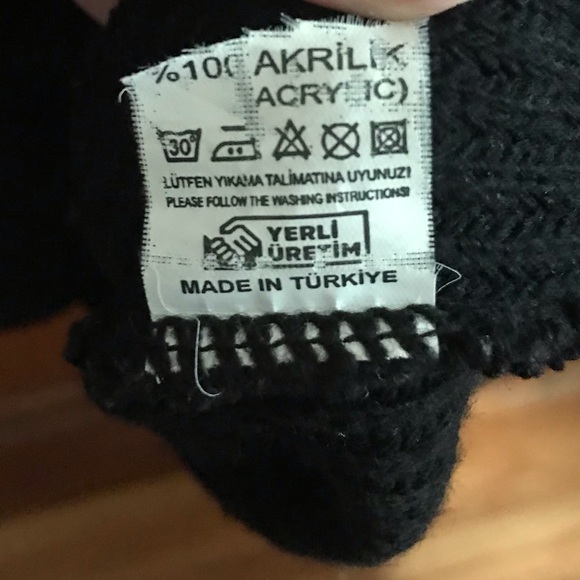 %100 AKRİLİK
ACRYLIC)
30°
LÜTFEN YIKAMA TALİMATINA UYUNUZ!
PLEASE FOLLOW THE WASHING INSTRUCTIONS!
YERLİ
ÜRETİM
MADE IN TÜRKİYE